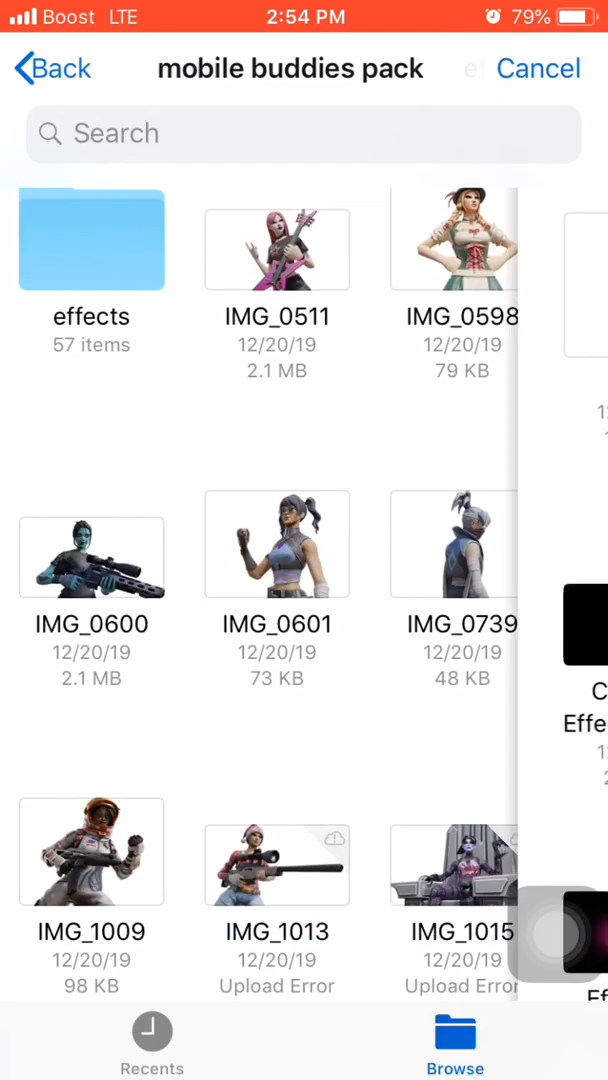 Boost LTE 2:54 PM 79%
Back mobile buddies pack Cancel
Search
effects
57 items
IMG_0511
12/20/19
2.1 MB
IMG_0598
12/20/19
79 KB
IMG_0600
12/20/19
2.1 MB
IMG_0601
12/20/19
73 KB
IMG_0739
12/20/19
48 KB
C
Effe
IMG_1009
12/20/19
98 KB
IMG_1013
12/20/19
Upload Error
IMG_1015
12/20/19
Upload Error
Recents Browse